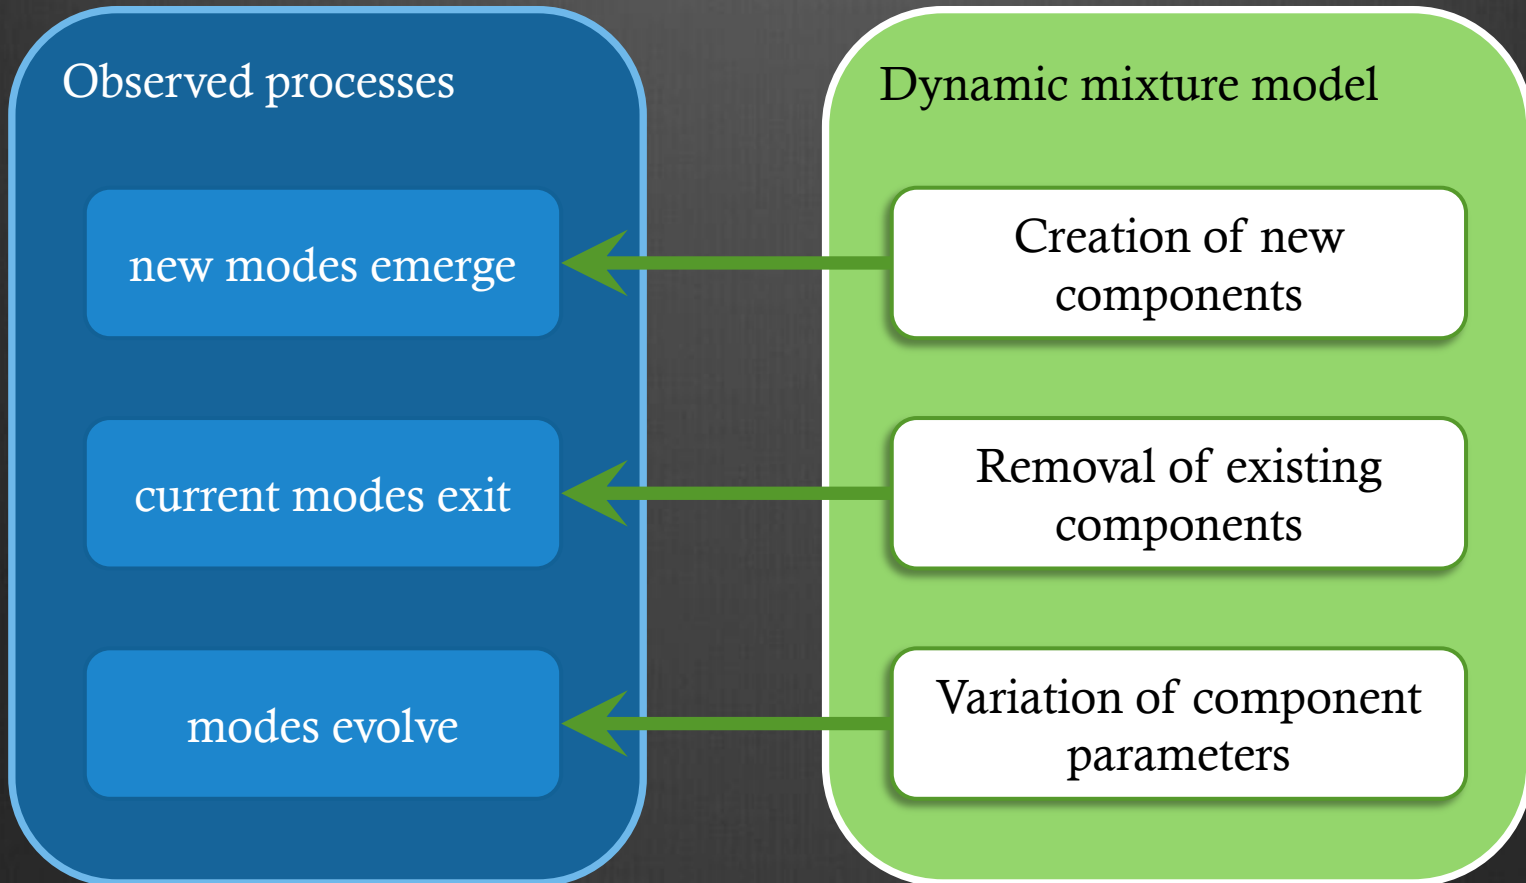 Observed processes
new modes emerge
current modes exit
modes evolve
Dynamic mixture model
Creation of new
components
Removal of existing
components
Variation of component
parameters